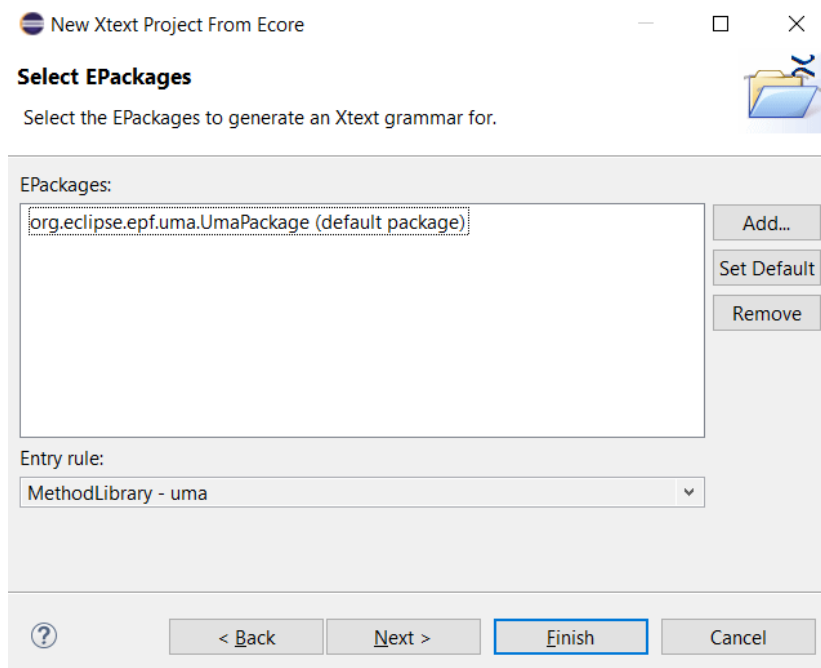 New Xtext Project From Ecore
Select EPackages
Select the EPackages to generate an Xtext grammar for.
EPackages:
org.eclipse.epf.uma.UmaPackage (default package)
Add...
Set Default
Remove
Entry rule:
MethodLibrary - uma
?
< Back
Next >
Finish
Cancel